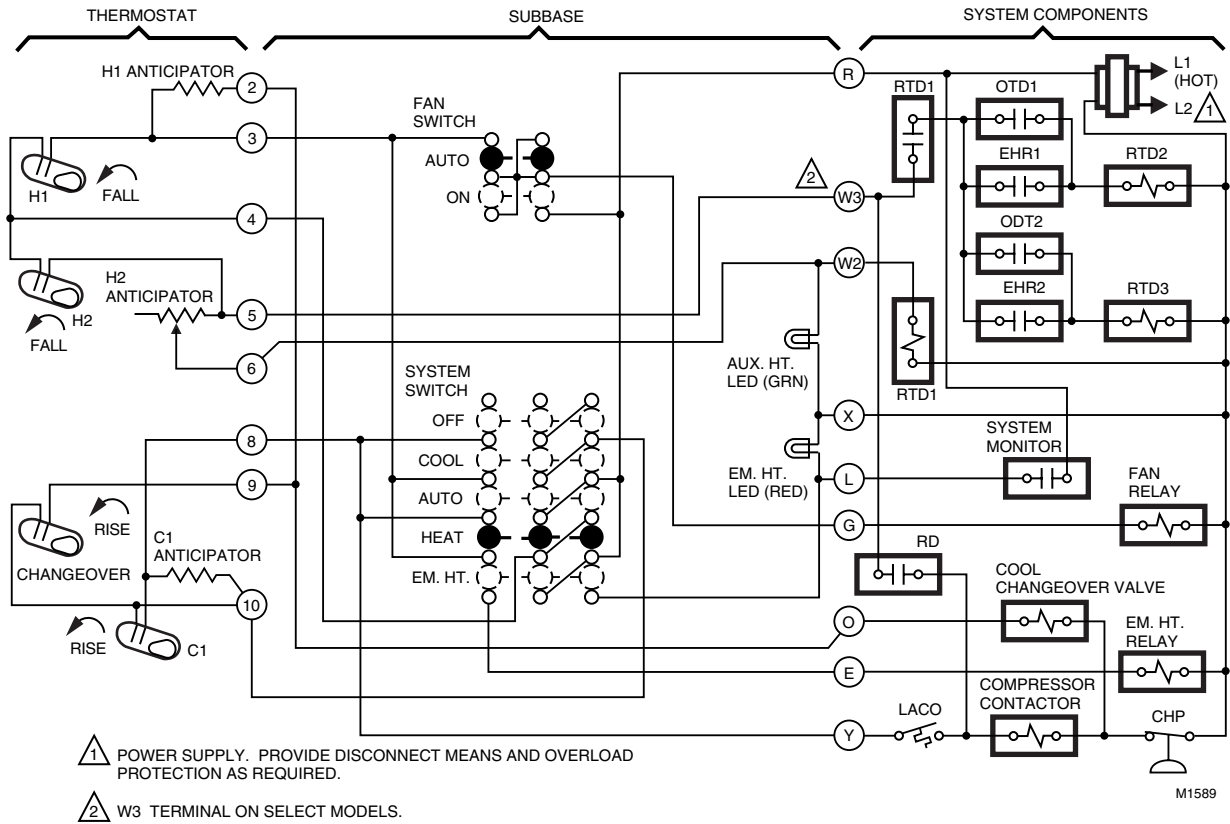 THERMOSTAT
SUBBASE
SYSTEM COMPONENTS
H1 ANTICIPATOR
2
3
H1
FALL
4
H2
ANTICIPATOR
H2
FALL
5
6
8
9
RISE
CHANGEOVER
C1
ANTICIPATOR
10
RISE
C1
FAN
SWITCH
AUTO
ON
SYSTEM
SWITCH
OFF
COOL
AUTO
HEAT
EM. HT.
AUX. HT.
LED (GRN)
EM. HT.
LED (RED)
R
2
W3
W2
X
L
G
O
E
Y
RTD1
OTD1
L1
(HOT)
L2
1
EHR1
RTD2
ODT2
EHR2
RTD3
RTD1
SYSTEM
MONITOR
FAN
RELAY
RD
COOL
CHANGEOVER VALVE
EM. HT.
RELAY
LACO
COMPRESSOR
CONTACTOR
CHP
1 POWER SUPPLY. PROVIDE DISCONNECT MEANS AND OVERLOAD
PROTECTION AS REQUIRED.
2 W3 TERMINAL ON SELECT MODELS.
M1589